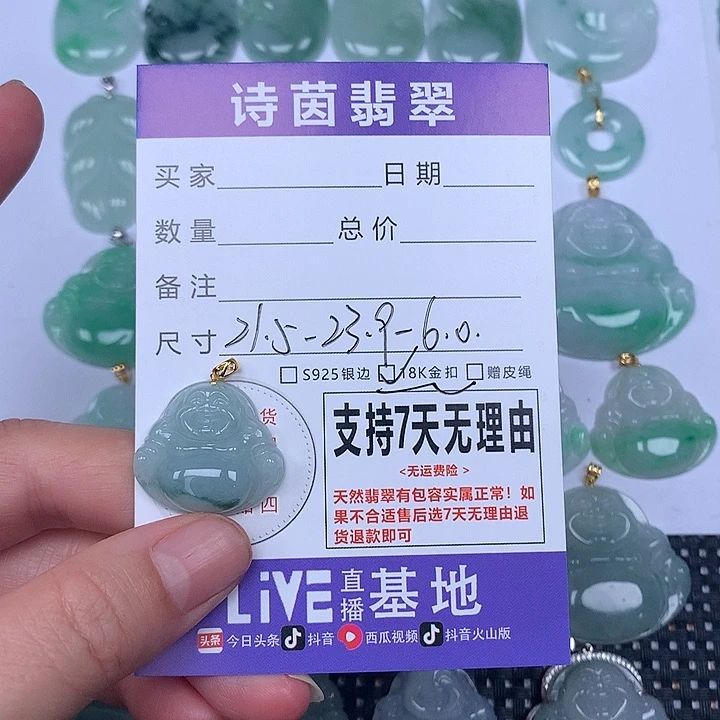 诗茵翡翠
买家 日期
数量 总价
备注
尺寸 21.5-23.9-6.0.
S925银边 18K金扣 赠皮绳
货
四
支持7天无理由
<无运费险>
天然翡翠有包容实属正常！如
果不合适售后选7天无理由退
货退款即可
LiVE 直播 基地
头条 今日头条 抖音 西瓜视频 抖音火山版